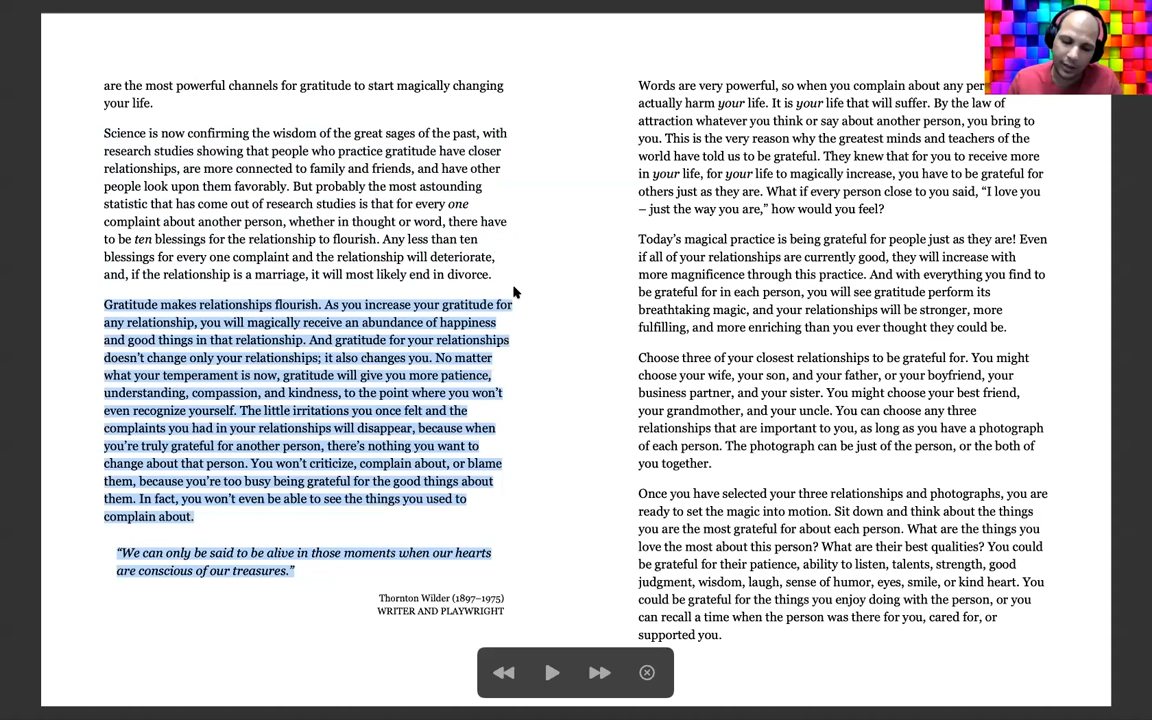 are the most powerful channels for gratitude to start magically changing
your life.
Science is now confirming the wisdom of the great sages of the past, with
research studies showing that people who practice gratitude have closer
relationships, are more connected to family and friends, and have other
people look upon them favorably. But probably the most astounding
statistic that has come out of research studies is that for every one
complaint about another person, whether in thought or word, there have
to be ten blessings for the relationship to flourish. Any less than ten
blessings for every one complaint and the relationship will deteriorate,
and, if the relationship is a marriage, it will most likely end in divorce.
Gratitude makes relationships flourish. As you increase your gratitude for
any relationship, you will magically receive an abundance of happiness
and good things in that relationship. And gratitude for your relationships
doesn’t change only your relationships; it also changes you. No matter
what your temperament is now, gratitude will give you more patience,
understanding, compassion, and kindness, to the point where you won’t
even recognize yourself. The little irritations you once felt and the
complaints you had in your relationships will disappear, because when
you’re truly grateful for another person, there’s nothing you want to
change about that person. You won’t criticize, complain about, or blame
them, because you’re too busy being grateful for the good things about
them. In fact, you won’t even be able to see the things you used to
complain about.
“We can only be said to be alive in those moments when our hearts
are conscious of our treasures.”
Thornton Wilder (1897–1975)
WRITER AND PLAYWRIGHT
Words are very powerful, so when you complain about any
actually harm your life. It is your life that will suffer. By the law of
attraction whatever you think or say about another person, you bring to
you. This is the very reason why the greatest minds and teachers of the
world have told us to be grateful. They knew that for you to receive more
in your life, for your life to magically increase, you have to be grateful for
others just as they are. What if every person close to you said, “I love you
– just the way you are,” how would you feel?
Today’s magical practice is being grateful for people just as they are! Even
if all of your relationships are currently good, they will increase with
more magnificence through this practice. And with everything you find to
be grateful for in each person, you will see gratitude perform its
breathtaking magic, and your relationships will be stronger, more
fulfilling, and more enriching than you ever thought they could be.
Choose three of your closest relationships to be grateful for. You might
choose your wife, your son, and your father, or your boyfriend, your
business partner, and your sister. You might choose your best friend,
your grandmother, and your uncle. You can choose any three
relationships that are important to you, as long as you have a photograph
of each person. The photograph can be just of the person, or the both of
you together.
Once you have selected your three relationships and photographs, you are
ready to set the magic into motion. Sit down and think about the things
you are the most grateful for about each person. What are the things you
love the most about this person? What are their best qualities? You could
be grateful for their patience, ability to listen, talents, strength, good
judgment, wisdom, laugh, sense of humor, eyes, smile, or kind heart. You
could be grateful for the things you enjoy doing with the person, or you
can recall a time when the person was there for you, cared for, or
supported you.